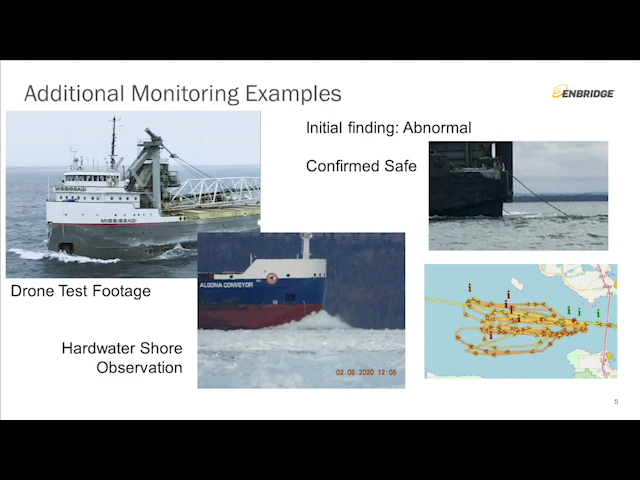 Additional Monitoring Examples
ENBRIDGE
Initial finding: Abnormal
Confirmed Safe
MISSISSAGI
MISSISSAGI
Drone Test Footage
ALGOMA CONVEYOR
Hardwater Shore
Observation
02.06.2020 12:06
5